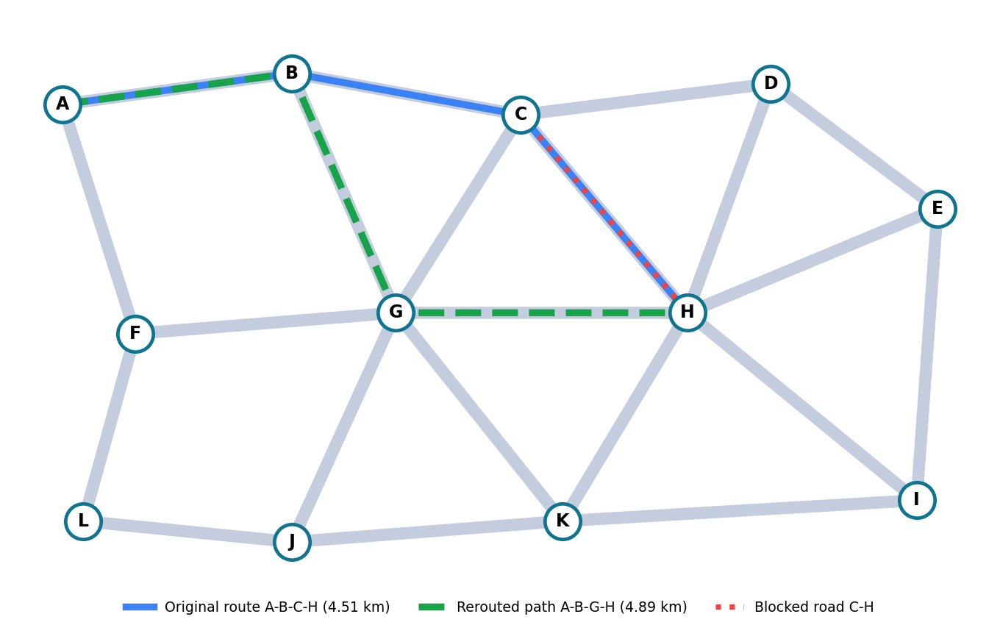 B
D
A
C
E
G
H
F
I
L
K
J
Original route A-B-C-H (4.51 km)
Rerouted path A-B-G-H (4.89 km)
Blocked road C-H